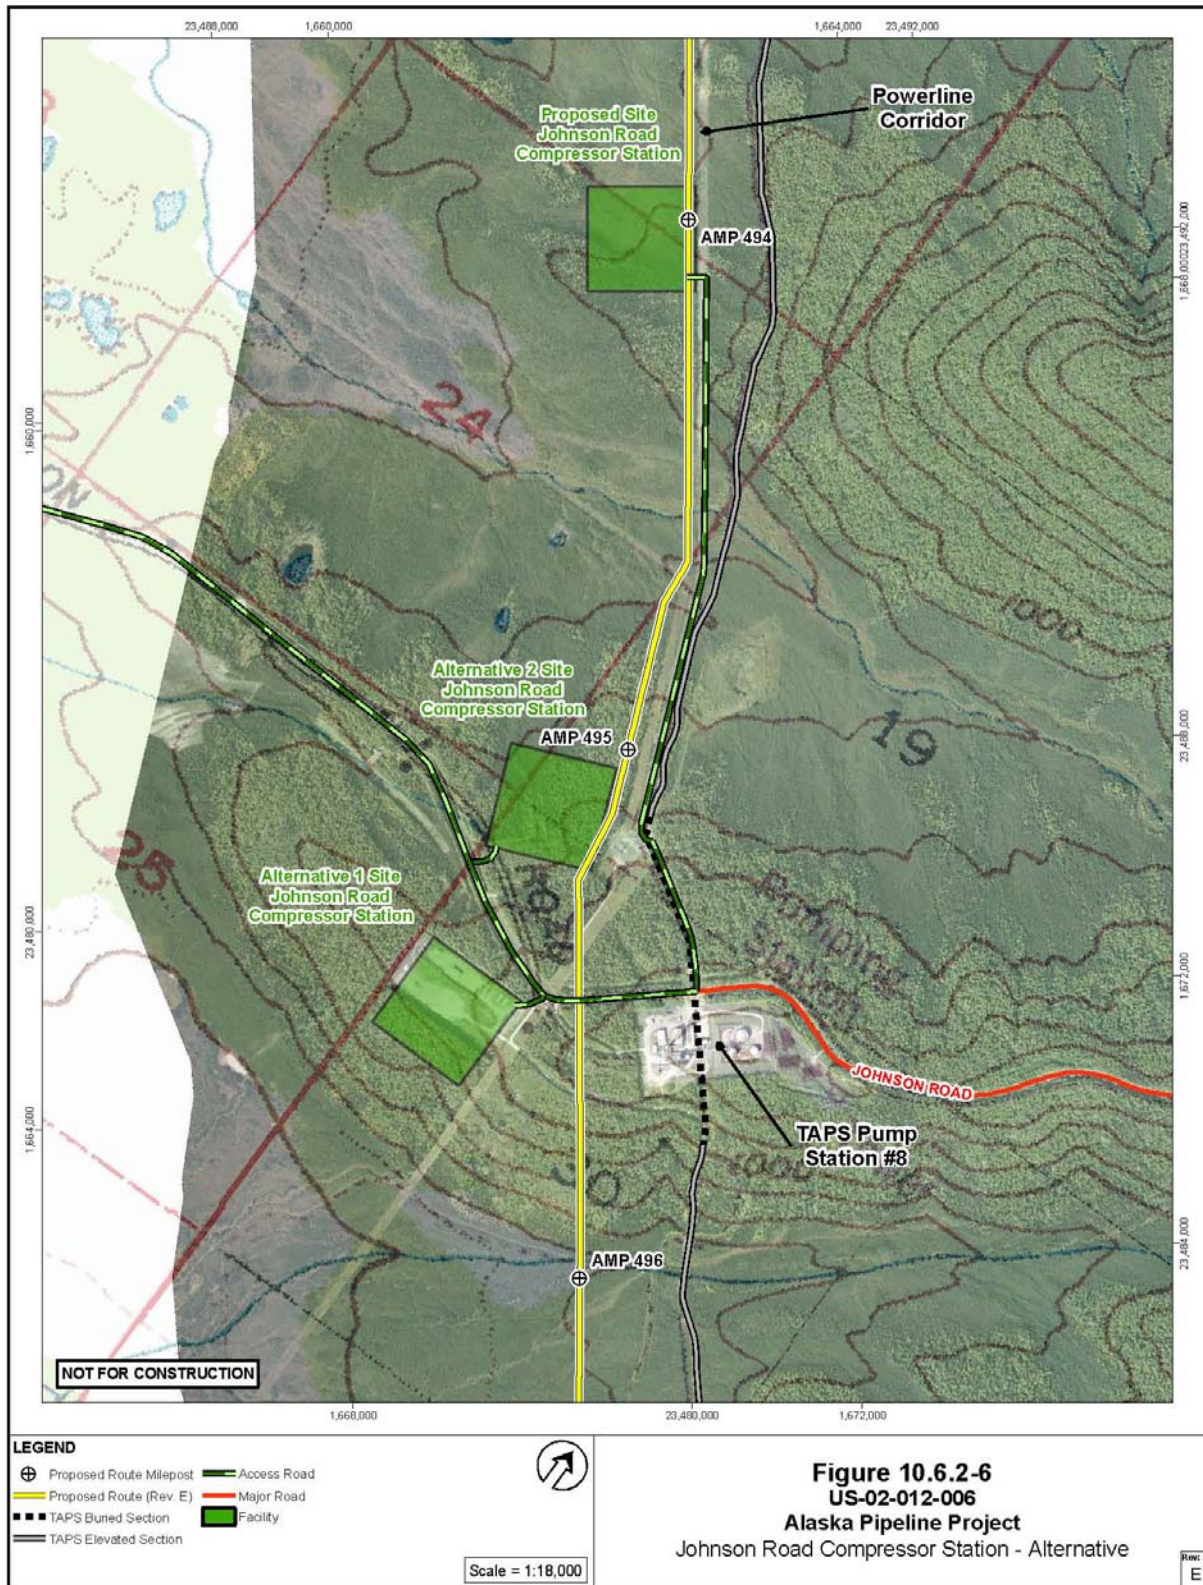 23,488,000
1,660,000
1,664,000
23,492,000
Powerline
Corridor
Proposed Site
Johnson Road
Compressor Station
AMP 494
23,492,000
1,668,000
1,660,000
24
1000
Alternative 2 Site
Johnson Road
Compressor Station
AMP 495
19
23,488,000
25
Alternative 1 Site
Johnson Road
Compressor Station
Pumping
Station
23,480,000
1,672,000
JOHNSON ROAD
1,664,000
TAPS Pump
Station #8
1000
30
23,484,000
AMP 496
NOT FOR CONSTRUCTION
1,668,000
23,480,000
1,672,000
LEGEND
Proposed Route Milepost
Access Road
Proposed Route (Rev. E)
Major Road
TAPS Buried Section
Facility
TAPS Elevated Section
Scale = 1:18,000
Figure 10.6.2-6
US-02-012-006
Alaska Pipeline Project
Johnson Road Compressor Station - Alternative
Rev:
E